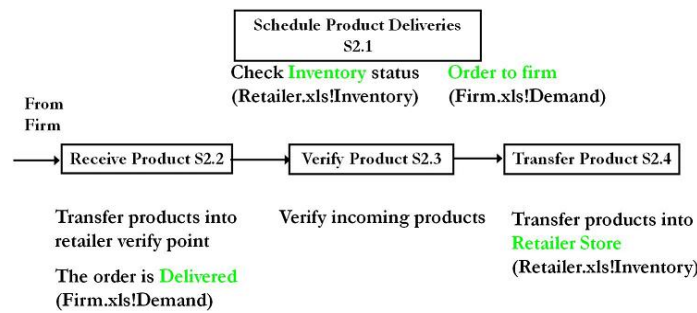 Schedule Product Deliveries
S2.1
Check Inventory status
(Retailer.xls!Inventory)
Order to firm
(Firm.xls!Demand)
From
Firm
Receive Product S2.2
Verify Product S2.3
Transfer Product S2.4
Transfer products into
retailer verify point
The order is Delivered
(Firm.xls!Demand)
Verify incoming products
Transfer products into
Retailer Store
(Retailer.xls!Inventory)